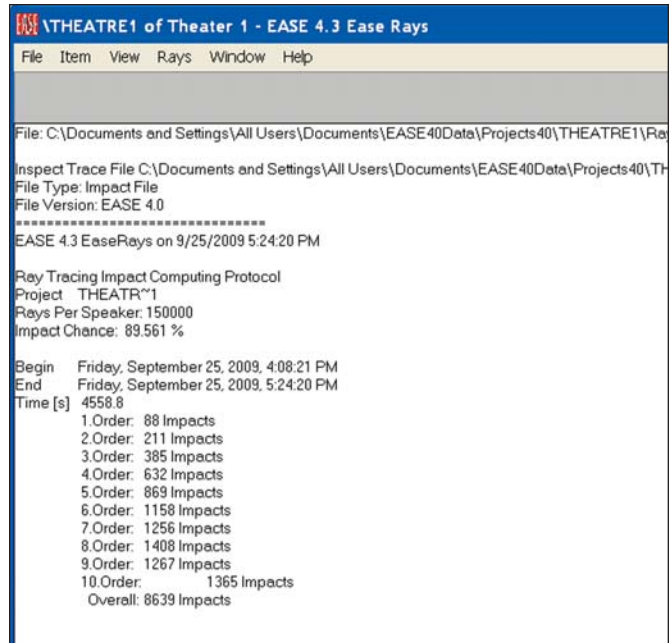 EASE \THEATRE1 of Theater 1 - EASE 4.3 Ease Rays
File Item View Rays Window Help
File: C:\Documents and Settings\All Users\Documents\EASE40Data\Projects40\THEATRE1\Ra
Inspect Trace File C:\Documents and Settings\All Users\Documents\EASE40Data\Projects40\TH
File Type: Impact File
File Version: EASE 4.0
================================
EASE 4.3 EaseRays on 9/25/2009 5:24:20 PM
Ray Tracing Impact Computing Protocol
Project THEATR~1
Rays Per Speaker: 150000
Impact Chance: 89.561 %
Begin Friday, September 25, 2009, 4:08:21 PM
End Friday, September 25, 2009, 5:24:20 PM
Time [s] 4558.8
1.Order: 88 Impacts
2.Order: 211 Impacts
3.Order: 385 Impacts
4.Order: 632 Impacts
5.Order: 869 Impacts
6.Order: 1158 Impacts
7.Order: 1256 Impacts
8.Order: 1408 Impacts
9.Order: 1267 Impacts
10.Order: 1365 Impacts
Overall: 8639 Impacts